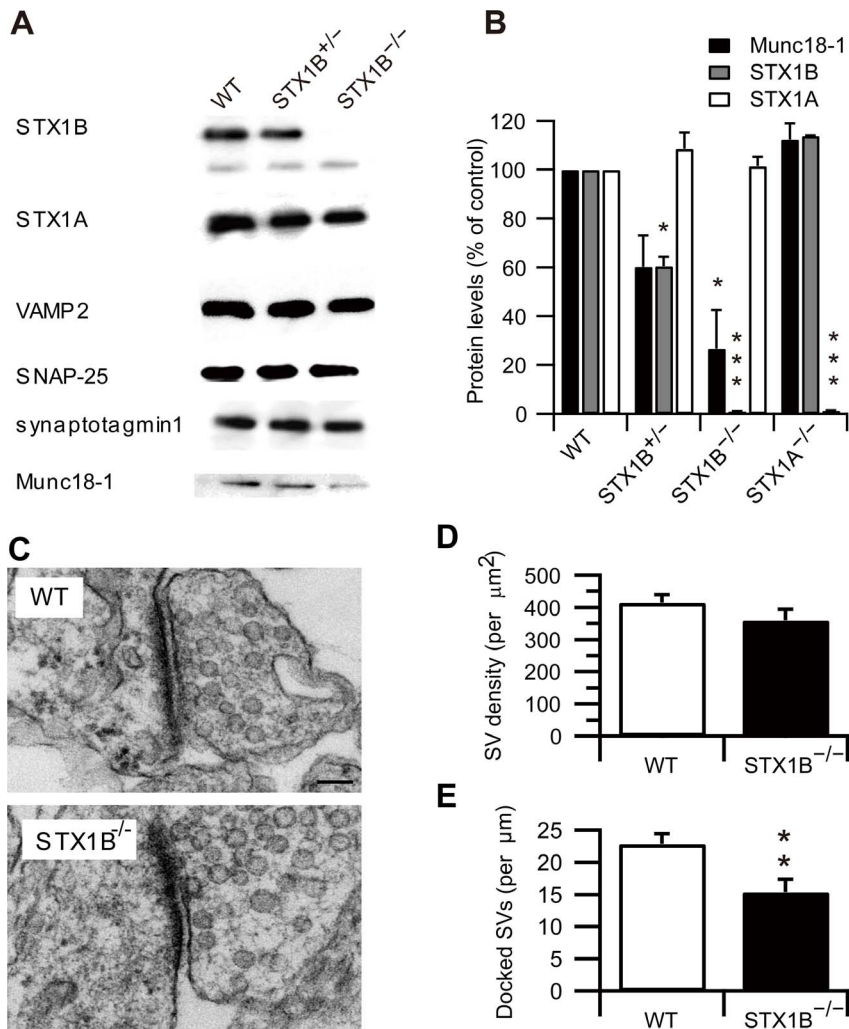 A
WT
STX1B+/−
STX1B−/−
STX1B
STX1A
VAMP2
SNAP-25
synaptotagmin1
Munc18-1
B
Munc18-1
STX1B
STX1A
Protein levels (% of control)
120
100
80
60
40
20
0
*
*
***
***
WT
STX1B+/−
STX1B−/−
STX1A−/−
C
WT
STX1B-/-
D
SV density (per μm2)
500
400
300
200
100
0
WT
STX1B−/−
E
Docked SVs (per μm)
25
20
15
10
5
0
**
WT
STX1B−/−